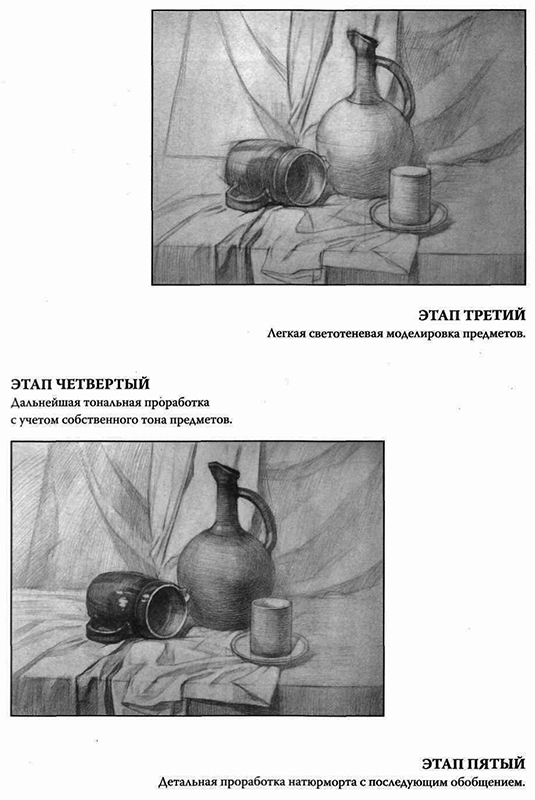 ЭТАП ТРЕТИЙ
Легкая светотеневая моделировка предметов.
ЭТАП ЧЕТВЕРТЫЙ
Дальнейшая тональная проработка
с учетом собственного тона предметов.
ЭТАП ПЯТЫЙ
Детальная проработка натюрморта с последующим обобщением.